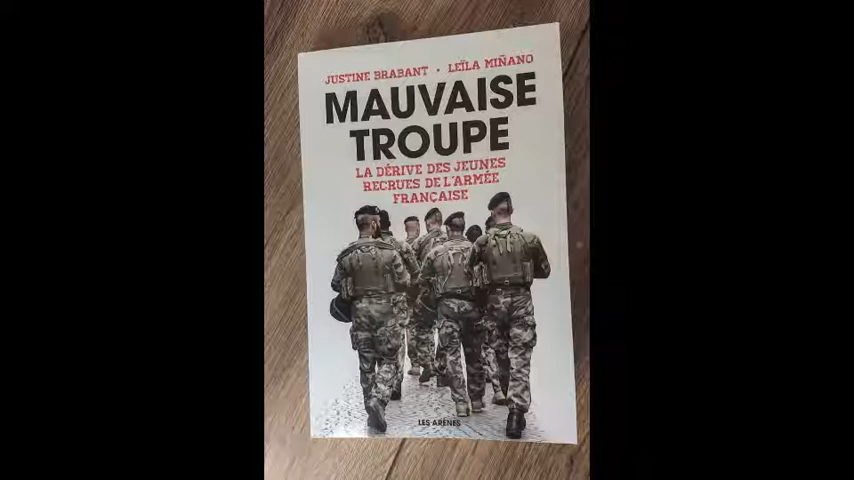 JUSTINE BRABANT • LEÏLA MIÑANO
MAUVAISE
TROUPE
LA DÉRIVE DES JEUNES
RECRUES DE L'ARMÉE
FRANÇAISE
LES ARÈNES